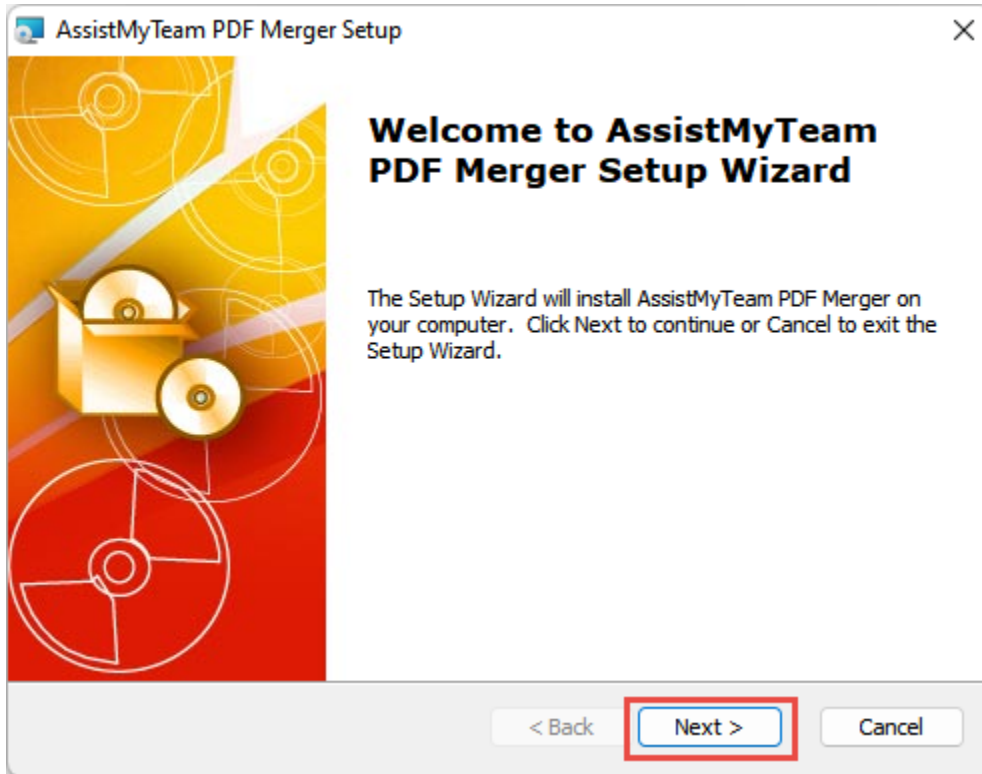 AssistMyTeam PDF Merger Setup
Welcome to AssistMyTeam
PDF Merger Setup Wizard
The Setup Wizard will install AssistMyTeam PDF Merger on
your computer.  Click Next to continue or Cancel to exit the
Setup Wizard.
< Back
Next >
Cancel